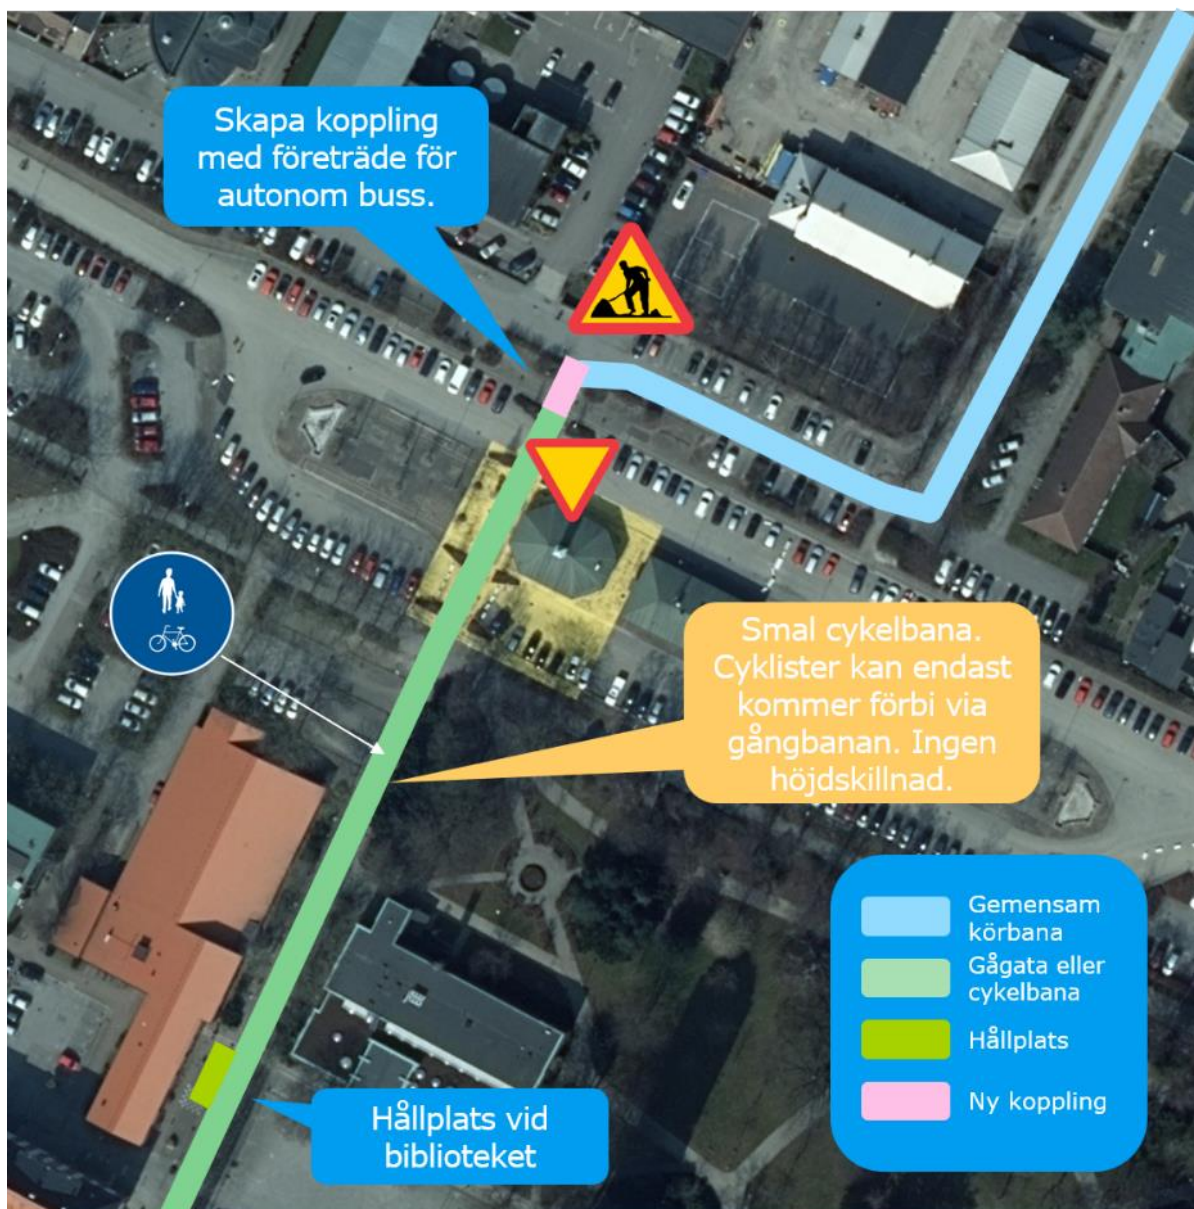 Skapa koppling
med företräde för
autonom buss.
Smal cykelbana.
Cyklister kan endast
kommer förbi via
gångbanan. Ingen
höjdskillnad.
Gemensam
körbana
Gågata eller
cykelbana
Hållplats
Ny koppling
Hållplats vid
biblioteket